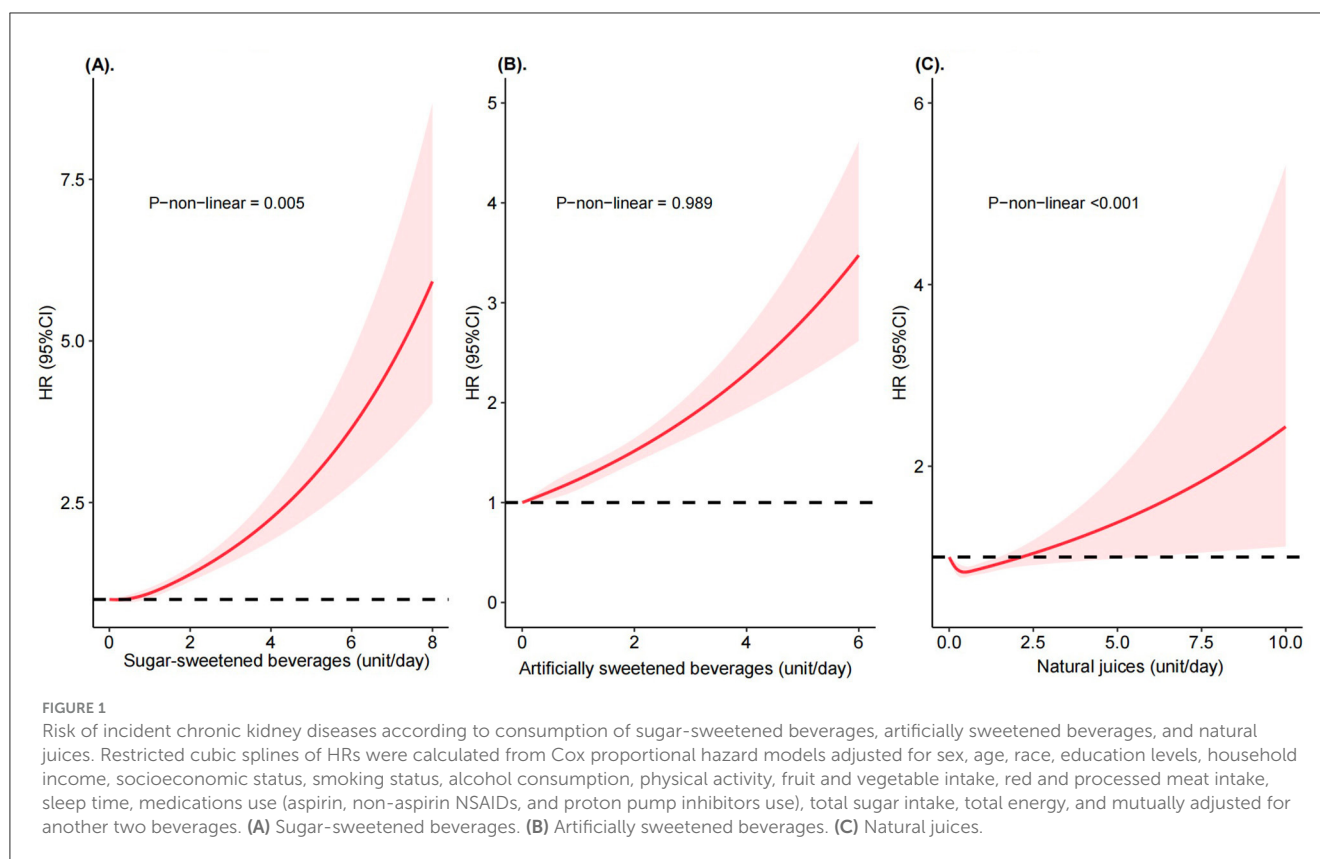 (A).
HR (95%CI)
7.5
5.0
2.5
P−non−linear = 0.005
0 2 4 6 8
Sugar-sweetened beverages (unit/day)
(B).
HR (95%CI)
5
4
3
2
1
0
P−non−linear = 0.989
0 2 4 6
Artificially sweetened beverages (unit/day)
(C).
HR (95%CI)
6
4
2
P−non−linear <0.001
0.0 2.5 5.0 7.5 10.0
Natural juices (unit/day)
FIGURE 1
Risk of incident chronic kidney diseases according to consumption of sugar-sweetened beverages, artificially sweetened beverages, and natural
juices. Restricted cubic splines of HRs were calculated from Cox proportional hazard models adjusted for sex, age, race, education levels, household
income, socioeconomic status, smoking status, alcohol consumption, physical activity, fruit and vegetable intake, red and processed meat intake,
sleep time, medications use (aspirin, non-aspirin NSAIDs, and proton pump inhibitors use), total sugar intake, total energy, and mutually adjusted for
another two beverages. (A) Sugar-sweetened beverages. (B) Artificially sweetened beverages. (C) Natural juices.